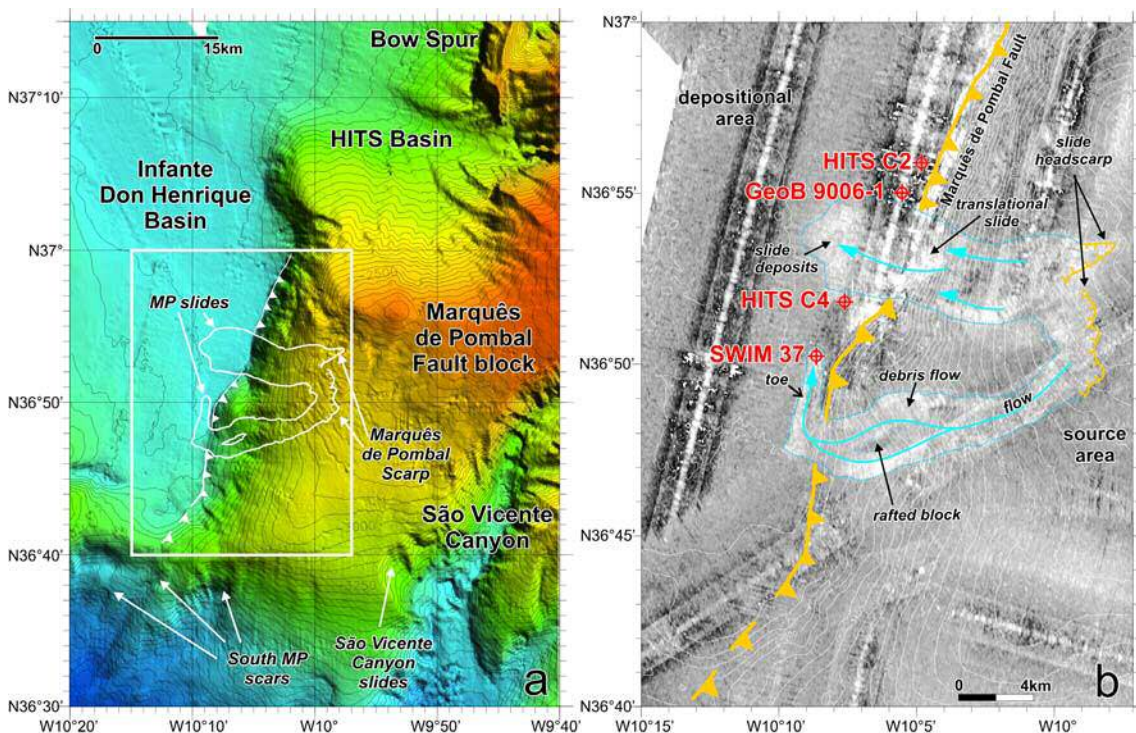 0
15km
Bow Spur
N37°10'
HITS Basin
Infante
Don Henrique
Basin
N37°
MP slides
Marquês
de Pombal
Fault block
N36°50'
Marquês
de Pombal
Scarp
São Vicente
Canyon
N36°40'
South MP
scars
São Vicente
Canyon
slides
a
N36°30'
W10°20'
W10°10'
W10°
W9°50'
W9°40'
N37°
depositional
area
Marquês de Pombal Fault
slide
headscarp
HITS C2
N36°55'
GeoB 9006-1
translational
slide
slide
deposits
HITS C4
SWIM 37
N36°50'
toe
debris flow
flow
source
area
rafted block
N36°45'
0
4km
b
N36°40'
W10°15'
W10°10'
W10°5'
W10°